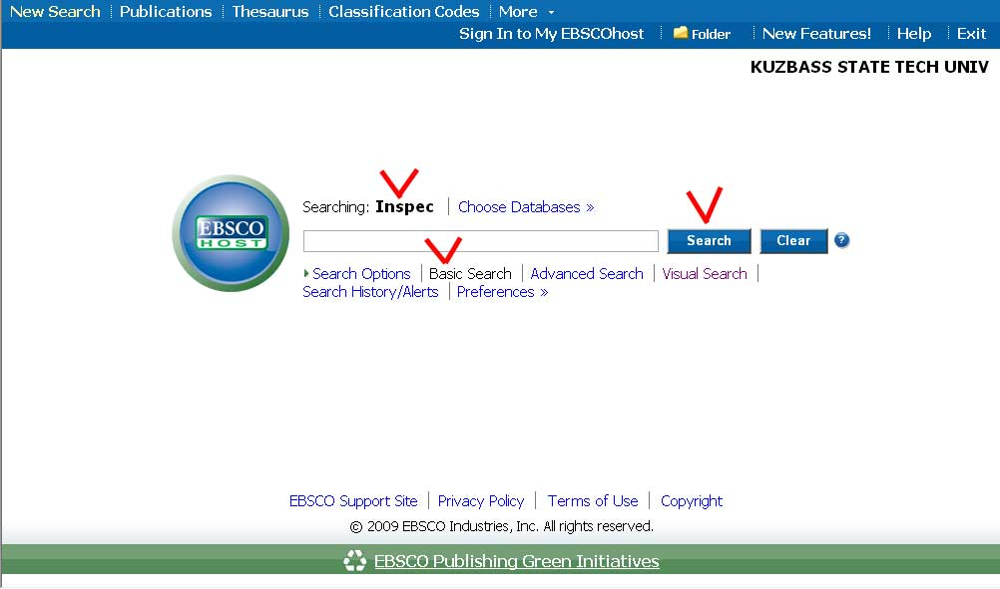 New Search Publications Thesaurus Classification Codes More
Sign In to My EBSCOhost Folder New Features! Help Exit
KUZBASS STATE TECH UNIV
EBSCO
HOST
Searching: Inspec Choose Databases »
Search Clear ?
Search Options Basic Search Advanced Search Visual Search
Search History/Alerts Preferences »
EBSCO Support Site Privacy Policy Terms of Use Copyright
© 2009 EBSCO Industries, Inc. All rights reserved.
EBSCO Publishing Green Initiatives